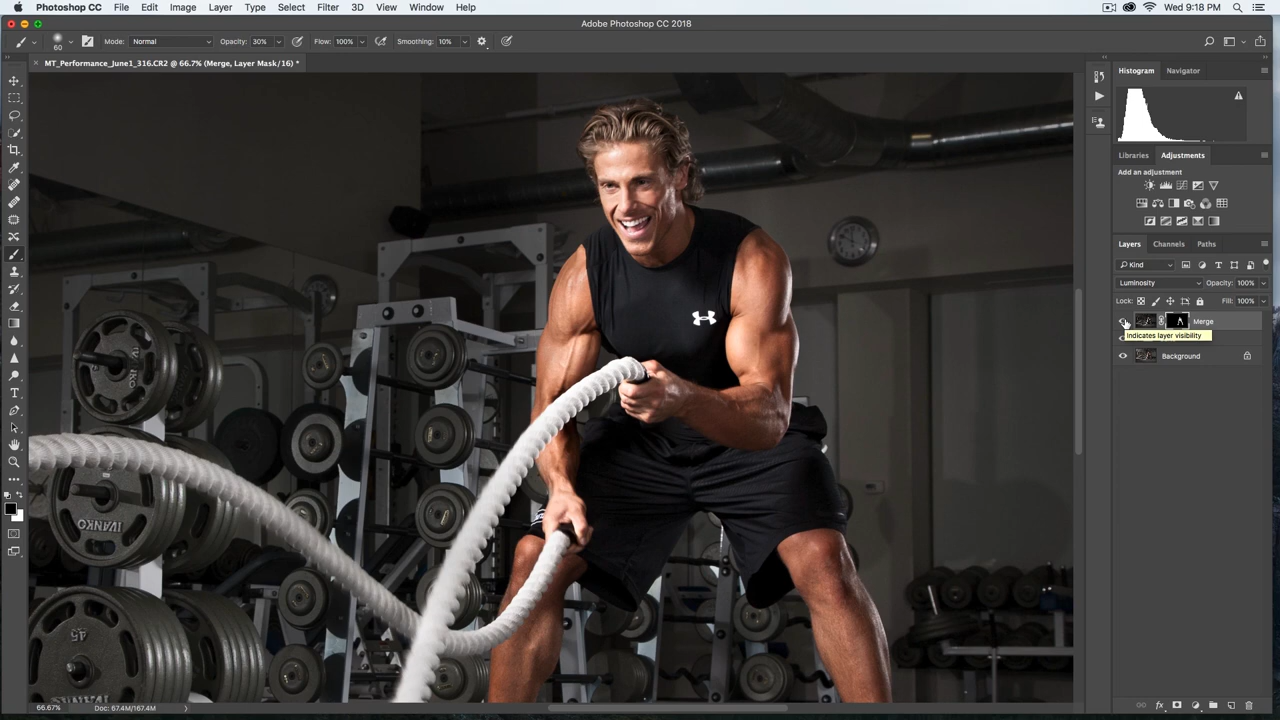 Photoshop CC File Edit Image Layer Type Select Filter 3D View Window Help Wed 9:18 PM
Adobe Photoshop CC 2018
60 Mode: Normal Opacity: 30% Flow: 100% Smoothing: 10%
MT_Performance_June1_316.CR2 @ 66.7% (Merge, Layer Mask/16) *
Histogram Navigator
Libraries Adjustments
Add an adjustment
Layers Channels Paths
Kind
Luminosity Opacity: 100%
Lock: Fill: 100%
Merge
Indicates layer visibility
Background
IVANKO
45
66.67% Doc: 67.4M/167.4M